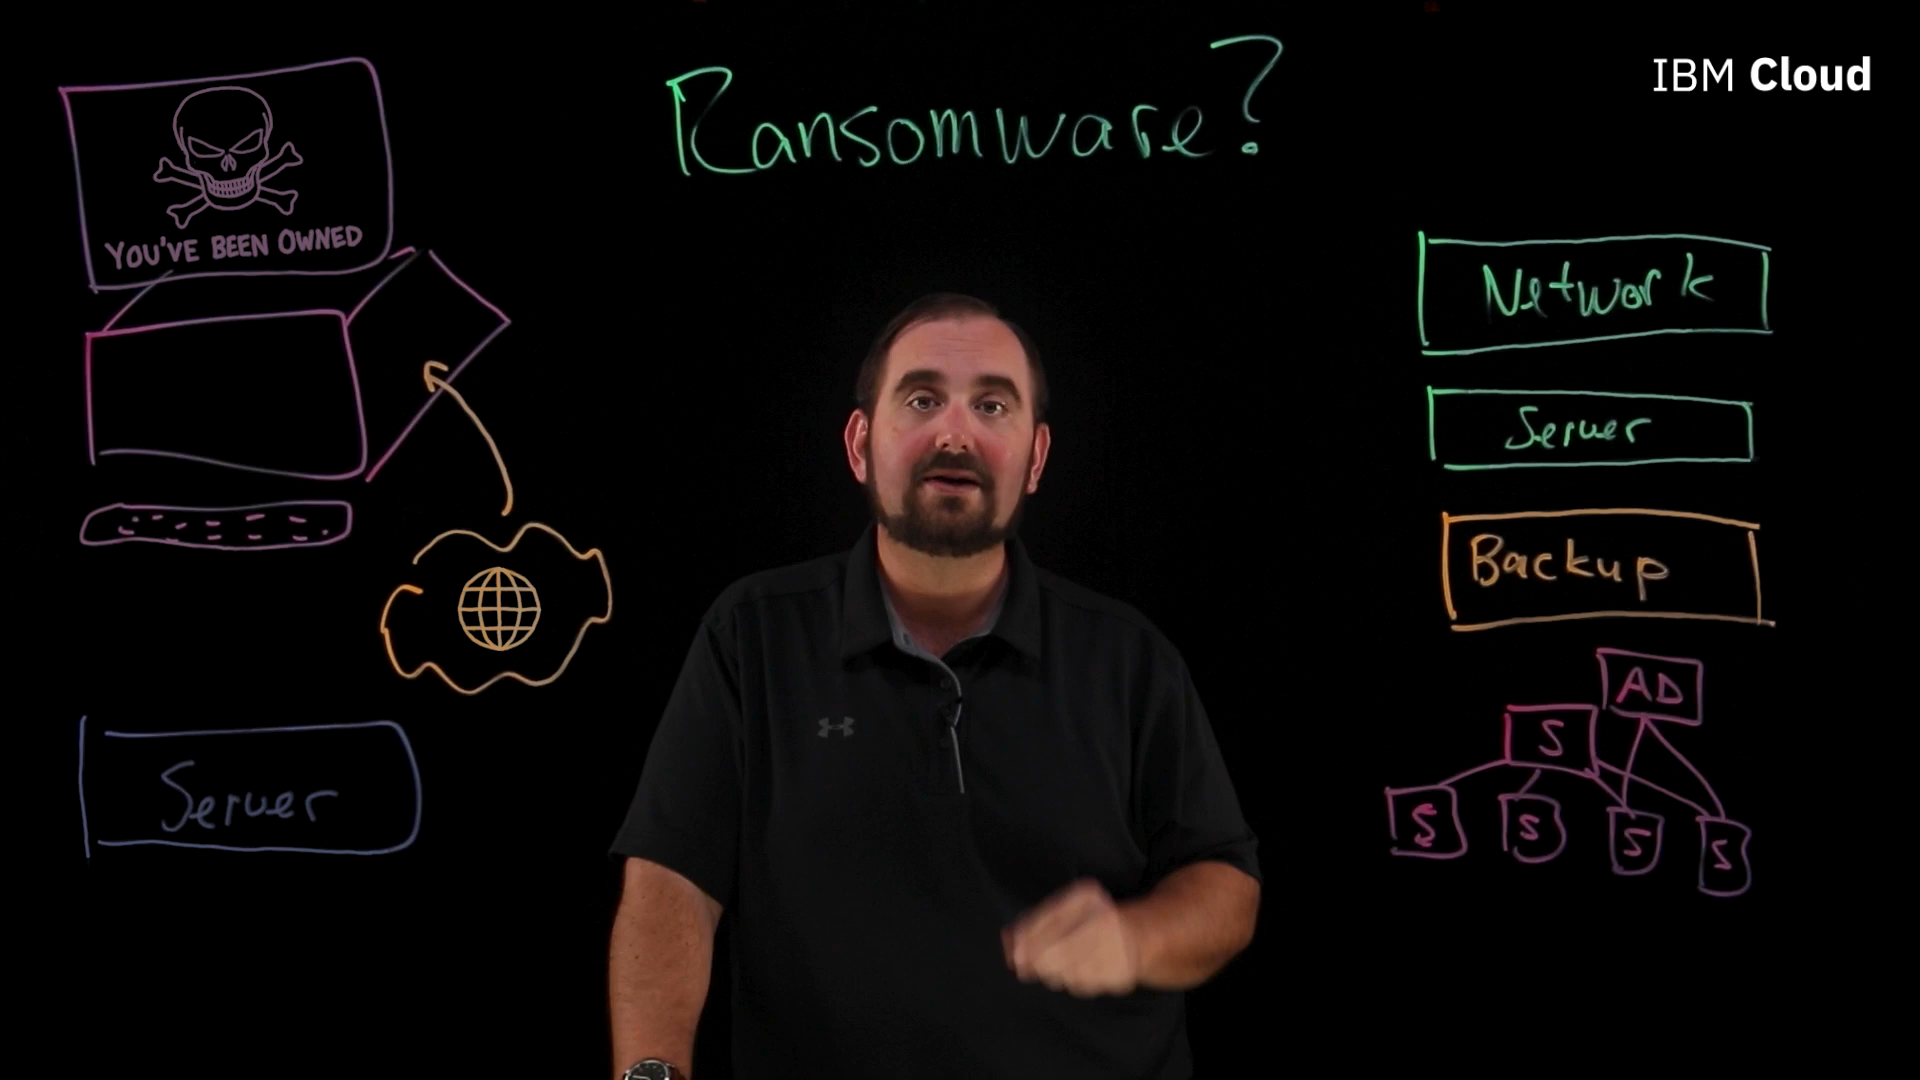 Ransomware?
IBM Cloud
YOU'VE BEEN OWNED
Network
Server
Backup
AD
S
S
S
S
S
Server